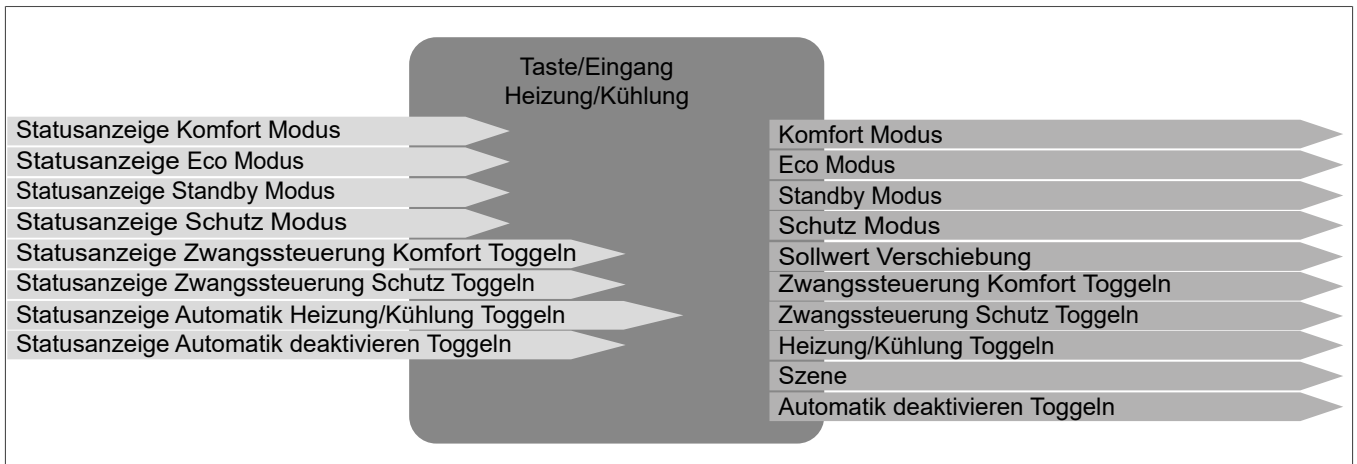 Taste/Eingang
Heizung/Kühlung
Statusanzeige Komfort Modus
Statusanzeige Eco Modus
Statusanzeige Standby Modus
Statusanzeige Schutz Modus
Statusanzeige Zwangssteuerung Komfort Toggeln
Statusanzeige Zwangssteuerung Schutz Toggeln
Statusanzeige Automatik Heizung/Kühlung Toggeln
Statusanzeige Automatik deaktivieren Toggeln
Komfort Modus
Eco Modus
Standby Modus
Schutz Modus
Sollwert Verschiebung
Zwangssteuerung Komfort Toggeln
Zwangssteuerung Schutz Toggeln
Heizung/Kühlung Toggeln
Szene
Automatik deaktivieren Toggeln